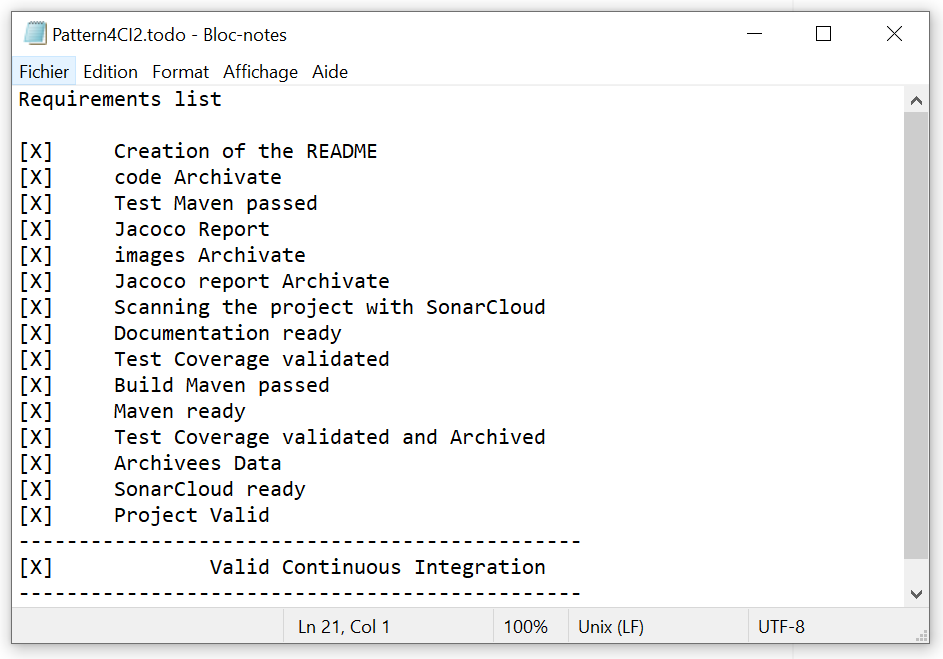 Pattern4CI2.todo - Bloc-notes
Fichier Edition Format Affichage Aide
Requirements list
[X] Creation of the README
[X] code Archivate
[X] Test Maven passed
[X] Jacoco Report
[X] images Archivate
[X] Jacoco report Archivate
[X] Scanning the project with SonarCloud
[X] Documentation ready
[X] Test Coverage validated
[X] Build Maven passed
[X] Maven ready
[X] Test Coverage validated and Archived
[X] Archivees Data
[X] SonarCloud ready
[X] Project Valid
-----------------------------------------------
[X] Valid Continuous Integration
-----------------------------------------------
Ln 21, Col 1 100% Unix (LF) UTF-8